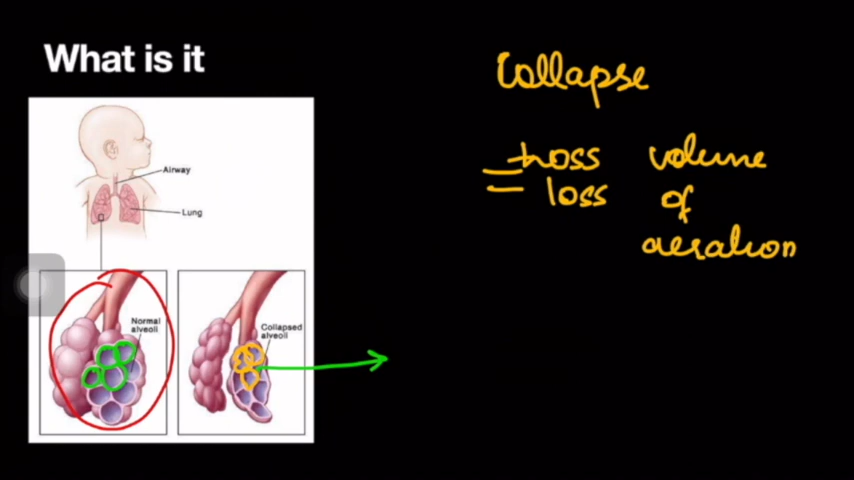 What is it
Collapse
= Loss volume
= loss of
aeration
Airway
Lung
Normal
alveoli
Collapsed
alveoli